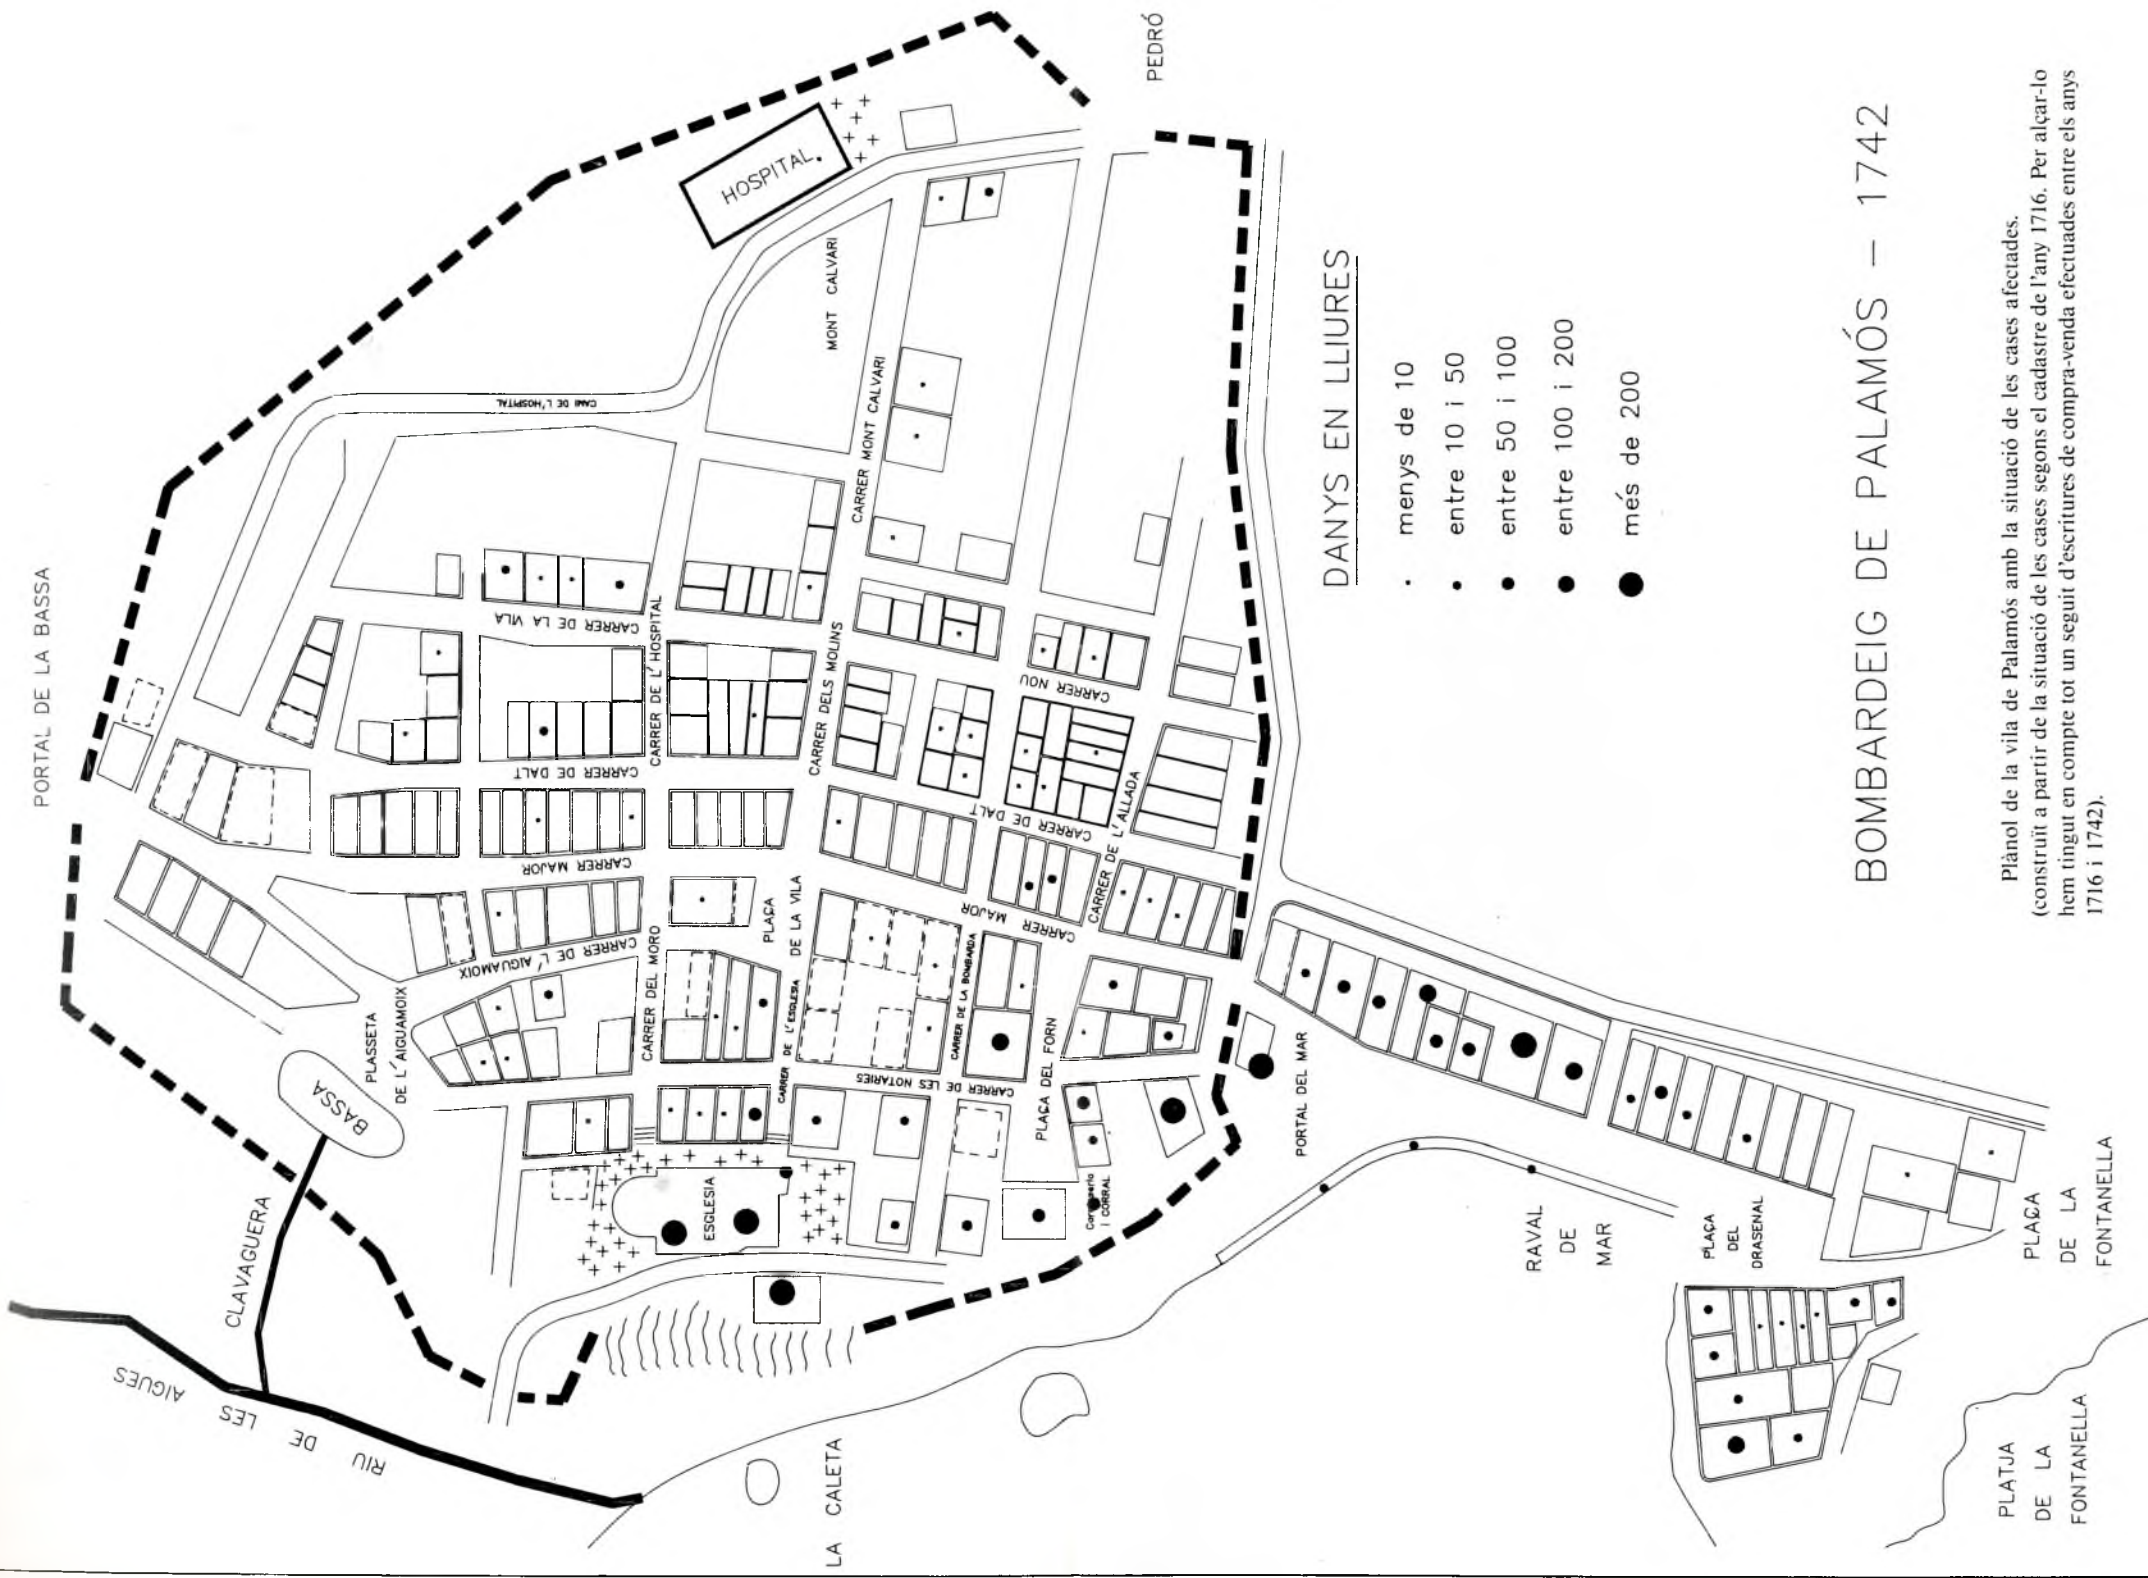 PORTAL DE LA BASSA
PEDRÓ
HOSPITAL
MONT CALVARI
CAMI DE L'HOSPITAL
CARRER MONT CALVARI
CARRER DE LA VILA
CARRER DE L'HOSPITAL
CARRER DELS MOLINS
CARRER NOU
CARRER DE DALT
CARRER DE DALT
CARRER DE L'ALLADA
CARRER MAJOR
CARRER MAJOR
CARRER DE L'AIGUAMOIX
CARRER DEL MORO
PLAÇA
DE LA VILA
CARRER DE L'ESGLESIA
CARRER DE LA BOMBARDA
CARRER DE LES NOTARIES
PLAÇA DEL FORN
PLASSETA
DE L'AIGUAMOIX
BASSA
CLAVAGUERA
RIU DE LES AIGUES
ESGLESIA
Carnisseria
I CORRAL
PORTAL DEL MAR
LA CALETA
RAVAL
DE
MAR
PLAÇA
DEL
DRASENAL
PLAÇA
DE LA
FONTANELLA
PLATJA
DE LA
FONTANELLA
DANYS EN LLIURES
menys de 10
entre 10 i 50
entre 50 i 100
entre 100 i 200
més de 200
BOMBARDEIG DE PALAMÓS - 1742
Plànol de la vila de Palamós amb la situació de les cases afectades.
(construït a partir de la situació de les cases segons el cadastre de l'any 1716. Per alçar-lo
hem tingut en compte tot un seguit d'escritures de compra-venda efectuades entre els anys
1716 i 1742).